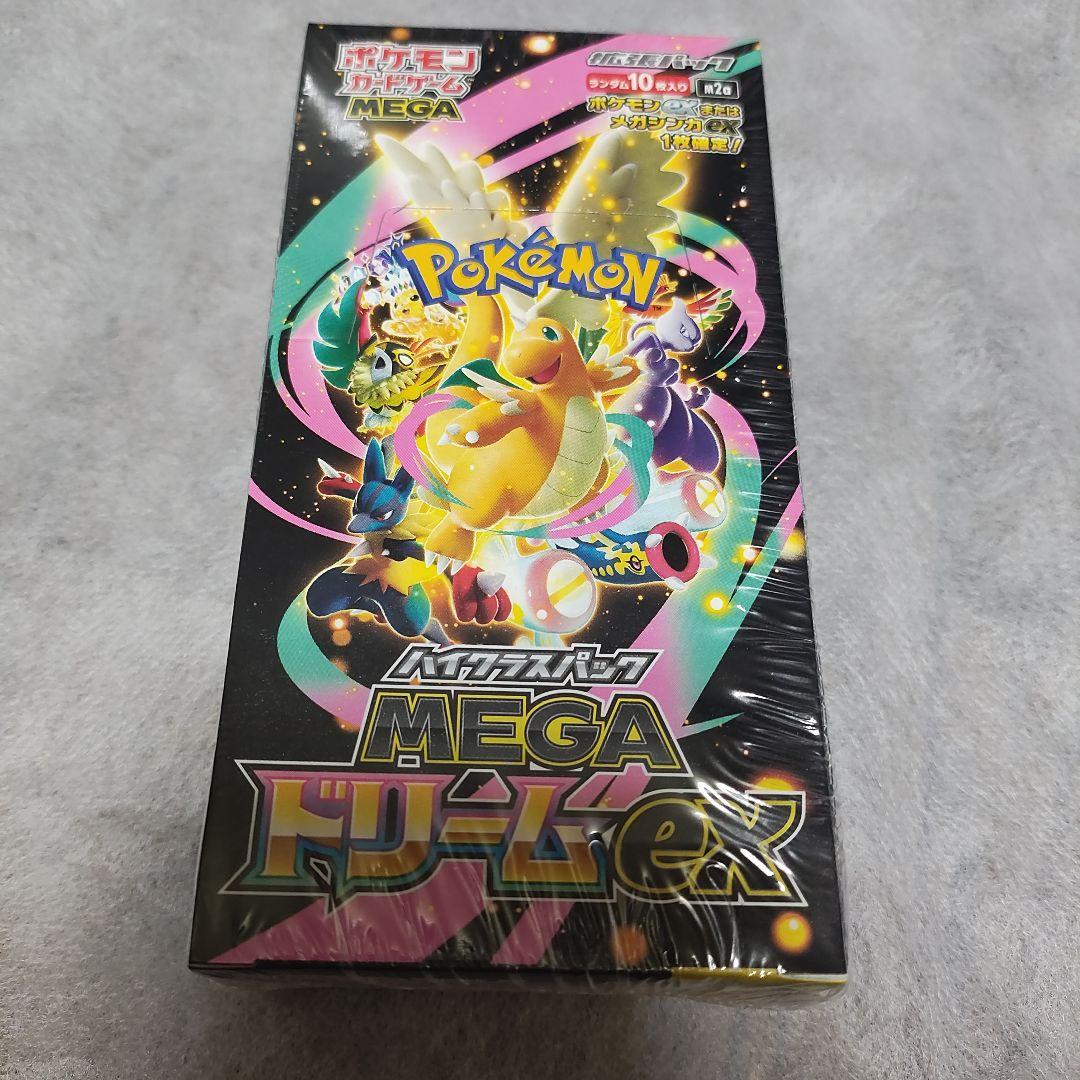 ポケモン
カードゲーム
MEGA
拡張パック
ランダム10枚入り
M2a
ポケモンexまたは
メガシンカex
1枚確定!
POKéMON
TM
ハイクラスパック
MEGA
ドリームex